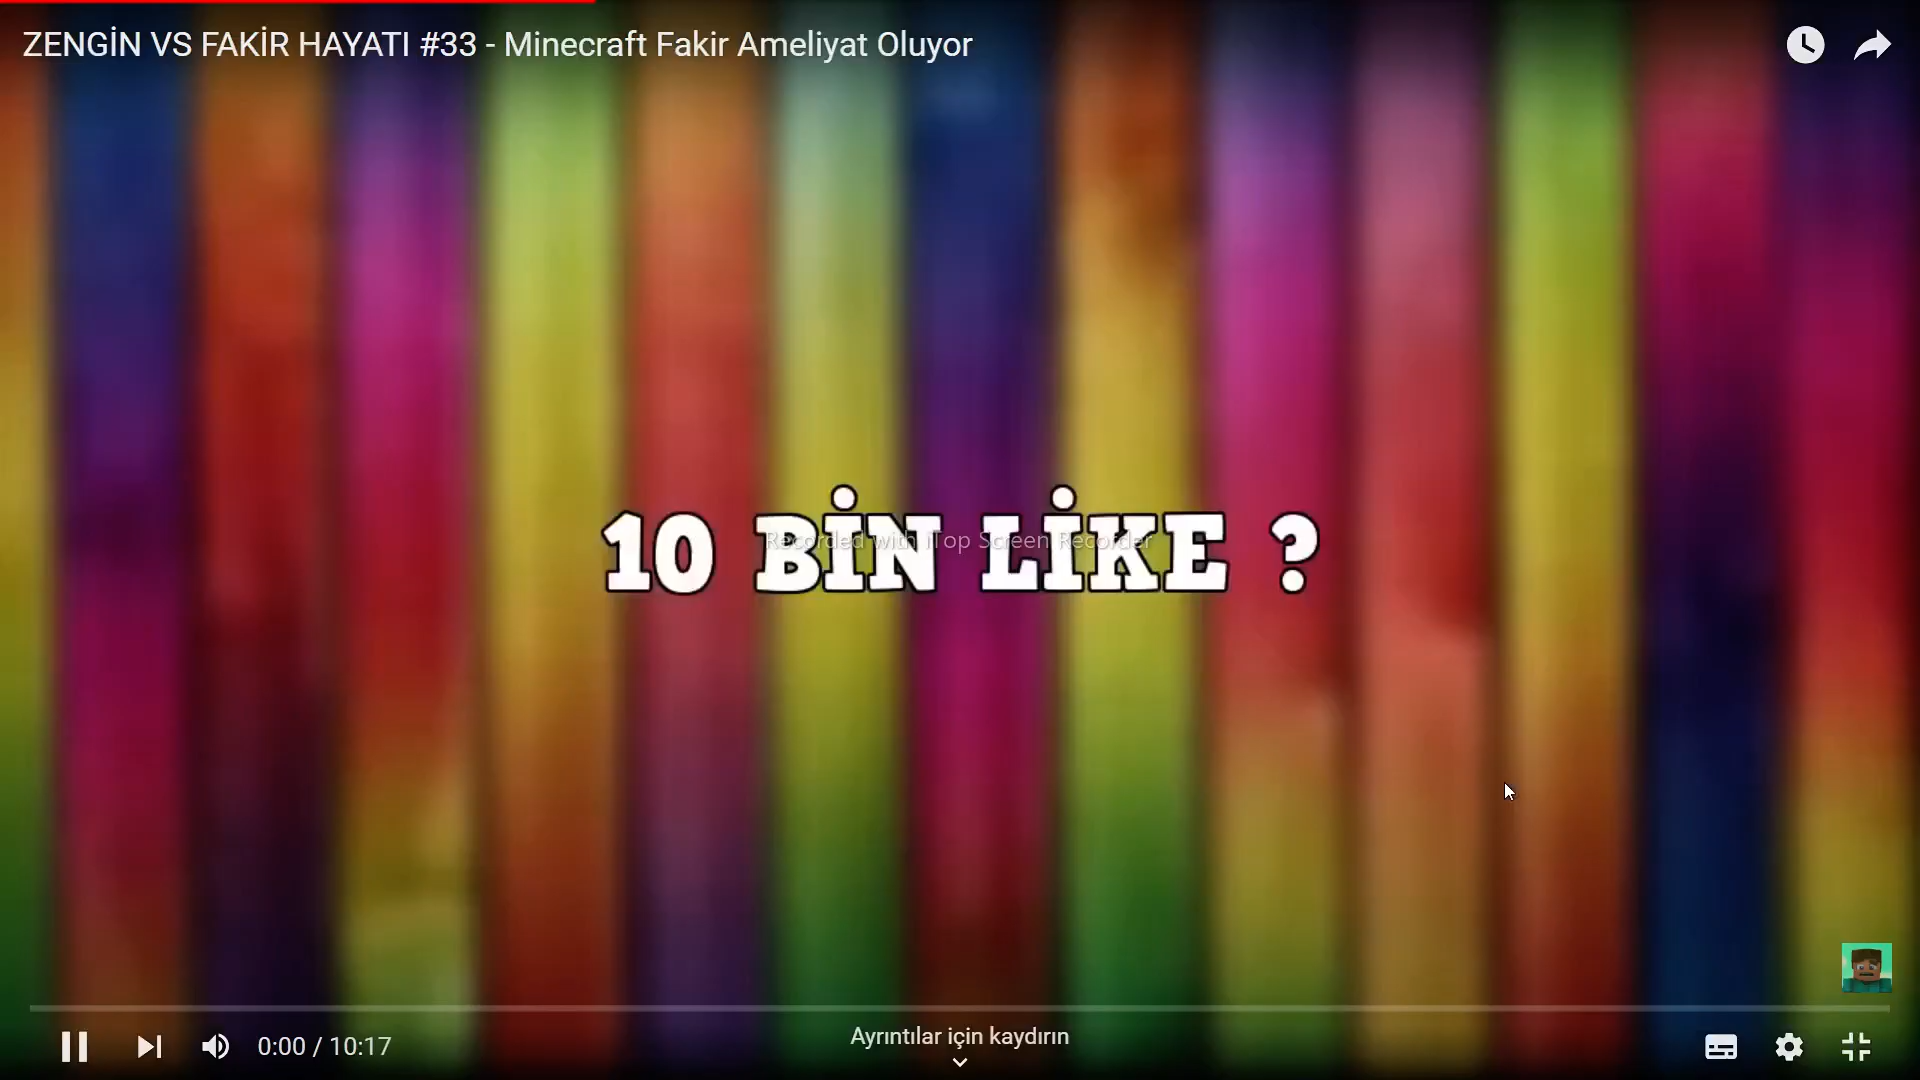 ZENGİN VS FAKİR HAYATI #33 - Minecraft Fakir Ameliyat Oluyor
10 BİN LİKE ?
Recorded with iTop Screen Recorder
0:00 / 10:17
Ayrıntılar için kaydırın